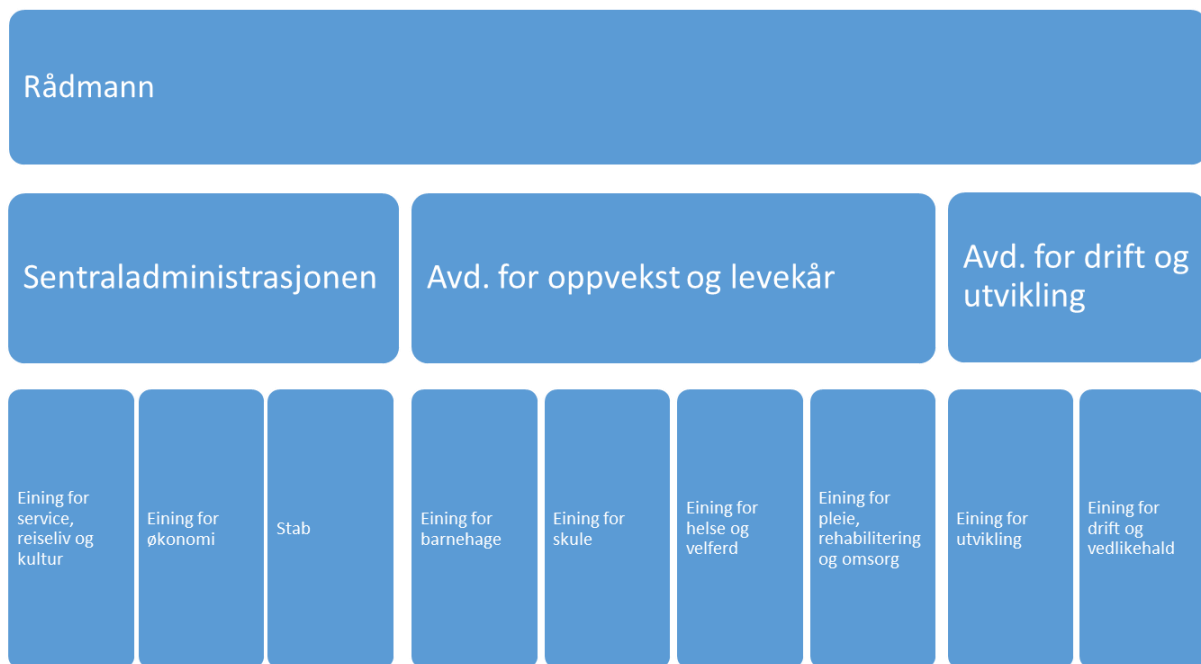 Rådmann
Sentraladministrasjonen
Avd. for oppvekst og levekår
Avd. for drift og
utvikling
Eining for
service,
reiseliv og
kultur
Eining for
økonomi
Stab
Eining for
barnehage
Eining for
skule
Eining for
helse og
velferd
Eining for
pleie,
rehabilitering
og omsorg
Eining for
utvikling
Eining for
drift og
vedlikehald